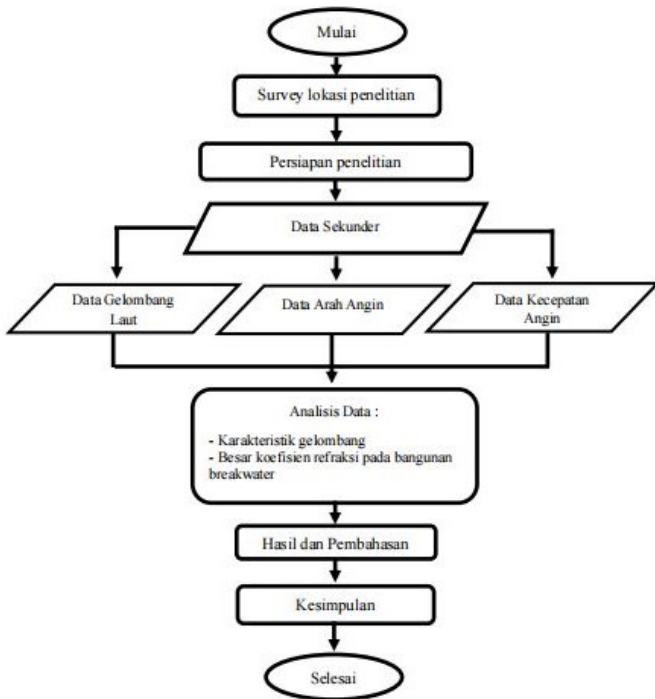 Mulai
Survey lokasi penelitian
Persiapan penelitian
Data Sekunder
Data Gelombang
Laut
Data Arah Angin
Data Kecepatan
Angin
Analisis Data :
- Karakteristik gelombang
- Besar koefisien refraksi pada bangunan
breakwater
Hasil dan Pembahasan
Kesimpulan
Selesai